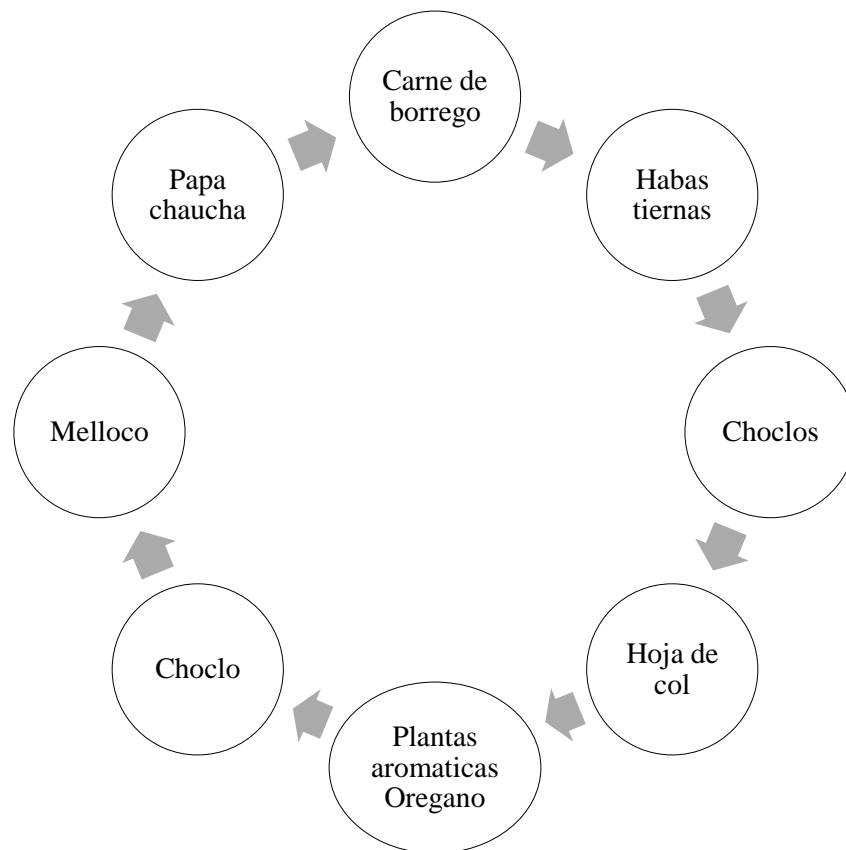 Carne de
borrego
Habas
tiernas
Choclos
Hoja de
col
Plantas
aromaticas
Oregano
Choclo
Melloco
Papa
chaucha